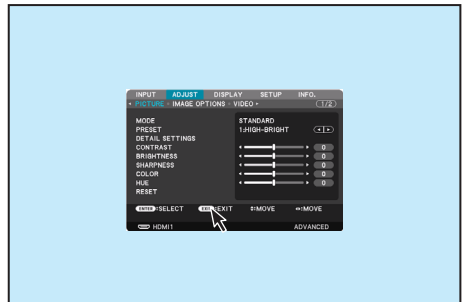 INPUT ADJUST DISPLAY SETUP INFO.
PICTURE • IMAGE OPTIONS • VIDEO 1/2
MODE STANDARD
PRESET 1:HIGH-BRIGHT
DETAIL SETTINGS
CONTRAST 0
BRIGHTNESS 0
SHARPNESS 0
COLOR 0
HUE 0
RESET
ENTER :SELECT EXIT :EXIT :MOVE :MOVE
HDMI1 ADVANCED